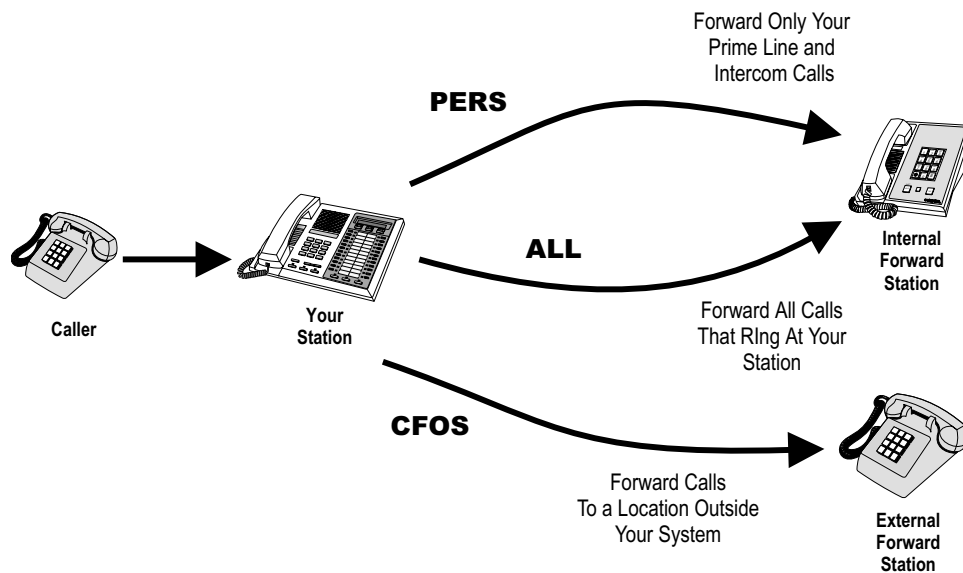 Forward Only Your
Prime Line and
Intercom Calls
PERS
ALL
Internal
Forward
Station
Caller
Your
Station
Forward All Calls
That RIng At Your
Station
CFOS
Forward Calls
To a Location Outside
Your System
External
Forward
Station